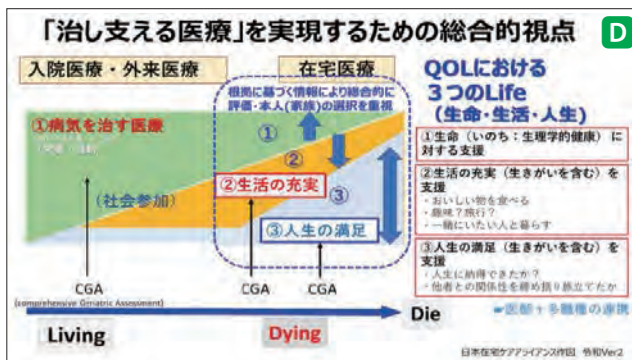 「治し支える医療」を実現するための総合的視点
D
入院医療・外来医療
在宅医療
根拠に基づく情報により総合的に
評価・本人(家族)の選択を重視
①病気を治す医療
①
②
(社会参加)
②生活の充実
③
③人生の満足
CGA
(comprehensive Geriatric Assessment)
CGA
CGA
Living
Dying
Die
QOLにおける
3つのLife
(生命・生活・人生)
①生命(いのち:生理学的健康)に
対する支援
②生活の充実(生きがいを含む)を
支援
・おいしい物を食べる
・趣味?旅行?
・一緒にいたい人と暮らす
③人生の満足(生きがいを含む)を
支援
・人生に納得できたか?
・他者との関係性を締め括り旅立てたか
☛医師+多職種の連携
日本在宅ケアアライアンス作図 令和Ver2